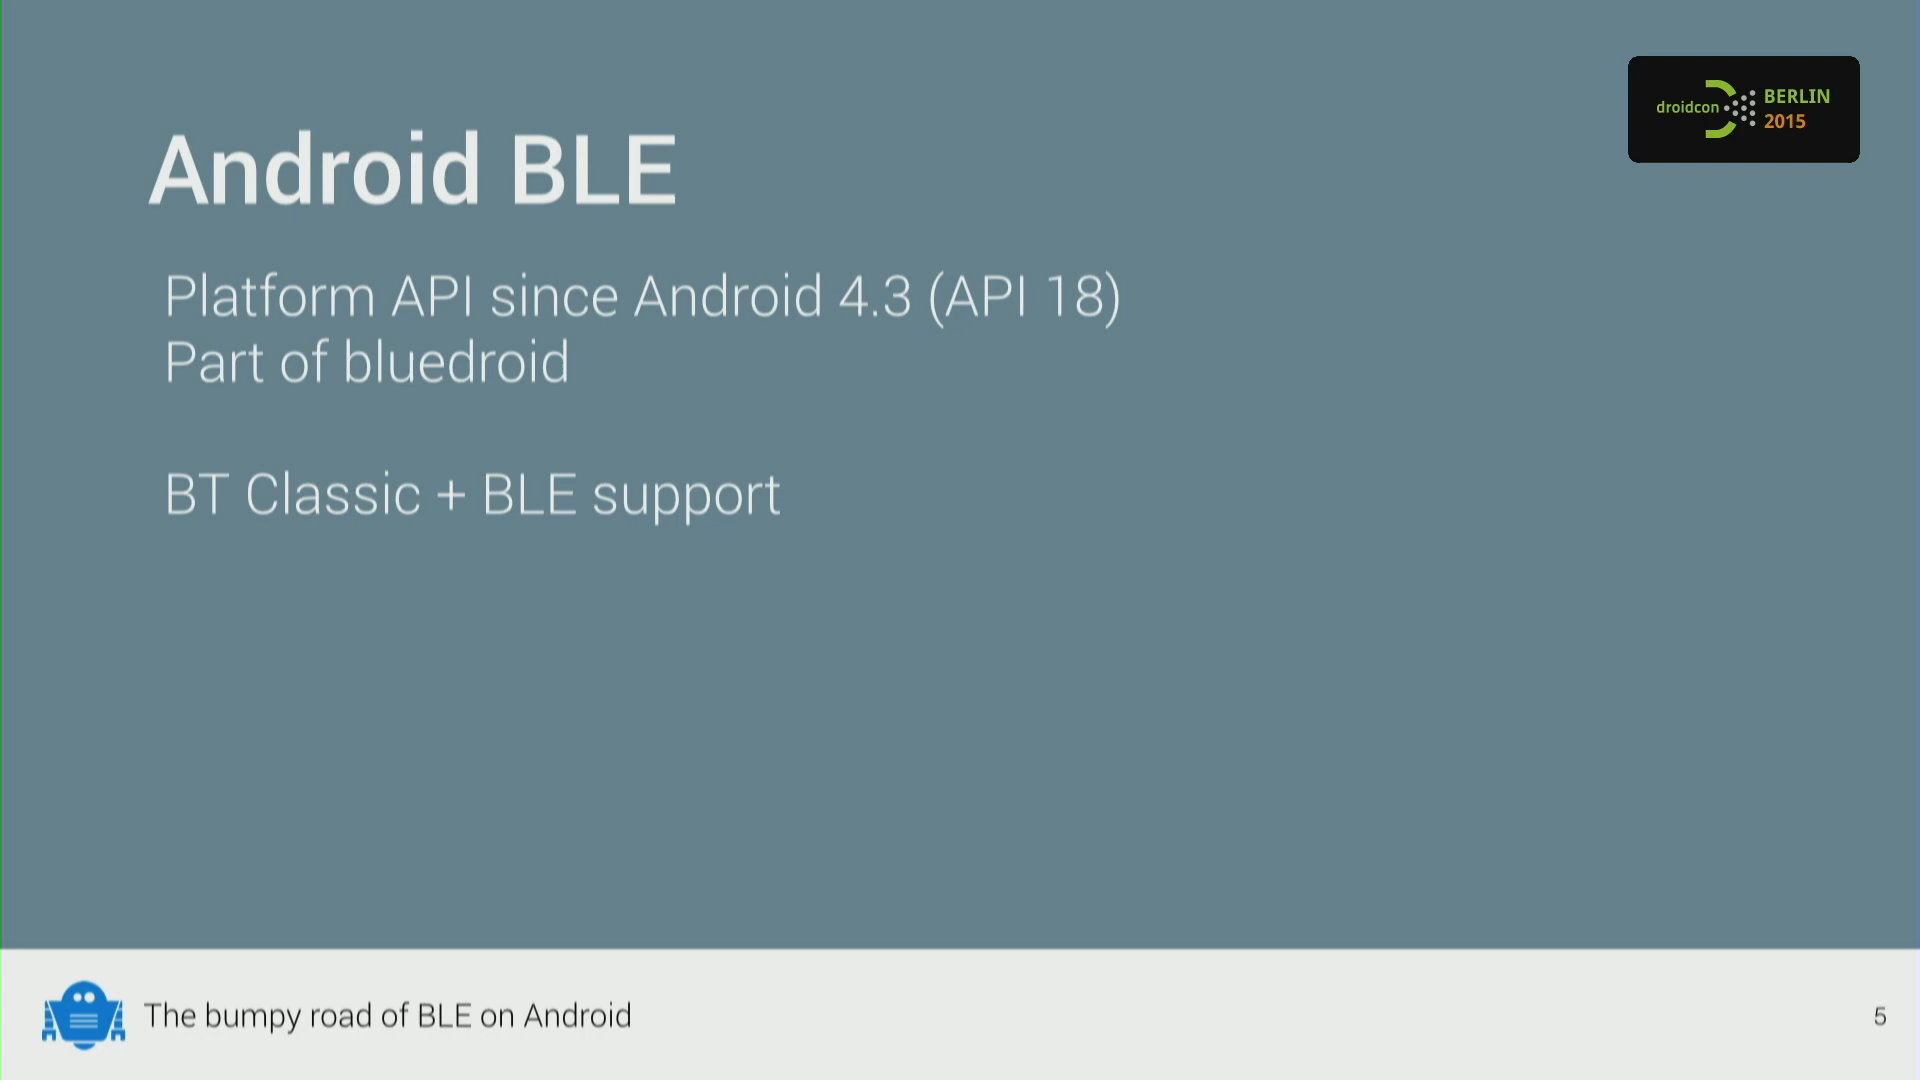 droidcon BERLIN
2015
Android BLE
Platform API since Android 4.3 (API 18)
Part of bluedroid
BT Classic + BLE support
The bumpy road of BLE on Android
5